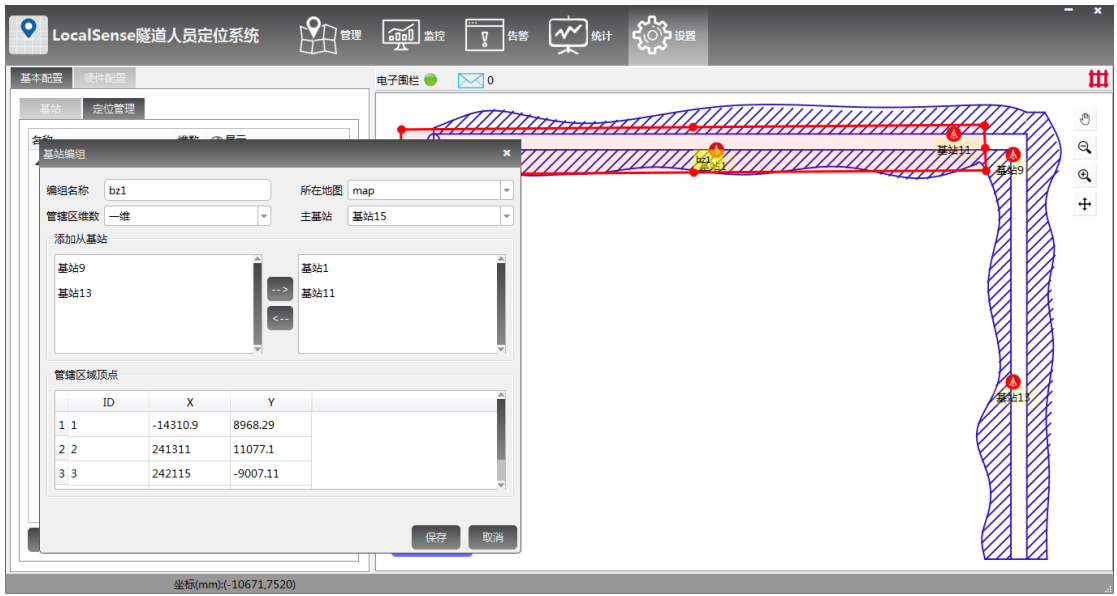 LocalSense隧道人员定位系统 管理 监控 告警 统计 设置
基本配置 硬件配置
电子围栏 0
基站 定位管理
名称 维数 显示
基站编组
编组名称 bz1 所在地图 map
管辖区维数 一维 主基站 基站15
添加从基站
基站9
基站13
-->
<--
基站1
基站11
管辖区域顶点
ID X Y
1 1 -14310.9 8968.29
2 2 241311 11077.1
3 3 242115 -9007.11
保存 取消
bz1
基站1
基站11
基站9
基站13
坐标(mm):(-10671,7520)